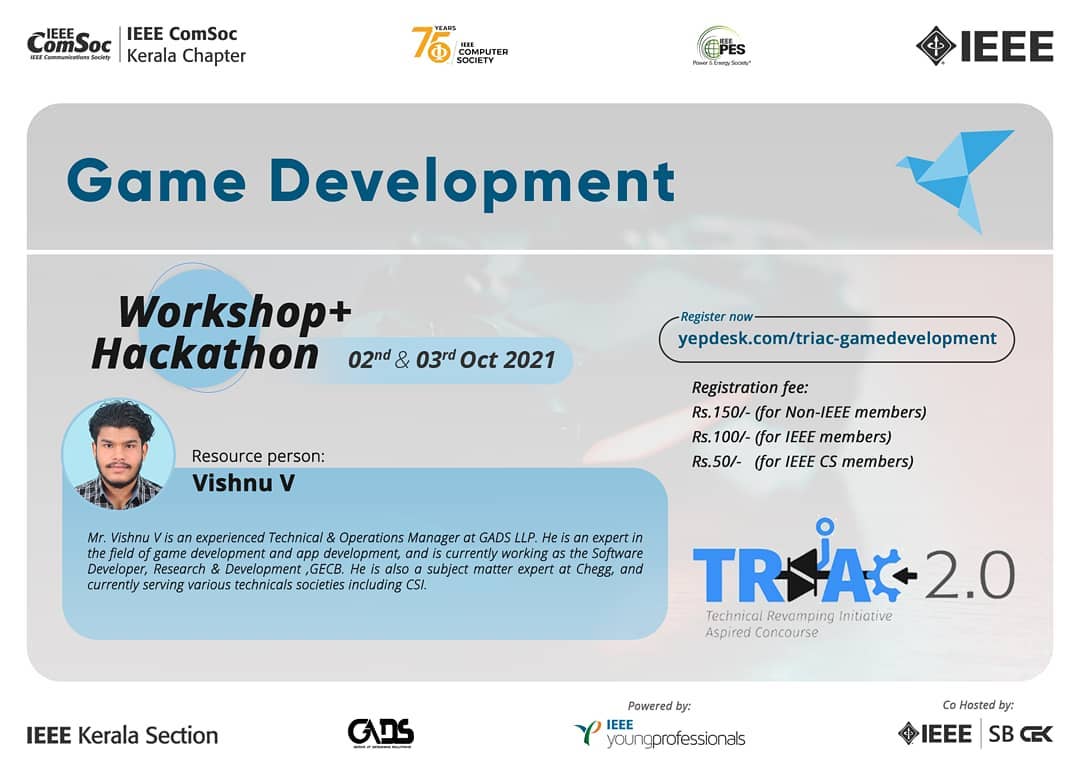 IEEE
ComSoc
IEEE Communications Society
IEEE ComSoc
Kerala Chapter
75 YEARS
IEEE
COMPUTER
SOCIETY
IEEE
PES
Power & Energy Society®
IEEE
Game Development
Workshop+
Hackathon
02nd & 03rd Oct 2021
Register now
yepdesk.com/triac-gamedevelopment
Registration fee:
Rs.150/- (for Non-IEEE members)
Rs.100/- (for IEEE members)
Rs.50/- (for IEEE CS members)
Resource person:
Vishnu V
Mr. Vishnu V is an experienced Technical & Operations Manager at GADS LLP. He is an expert in
the field of game development and app development, and is currently working as the Software
Developer, Research & Development ,GECB. He is also a subject matter expert at Chegg, and
currently serving various technicals societies including CSI.
TRiAC 2.0
Technical Revamping Initiative
Aspired Concourse
IEEE Kerala Section
GADS
Powered by:
IEEE
youngprofessionals
Co Hosted by:
IEEE SB CEK